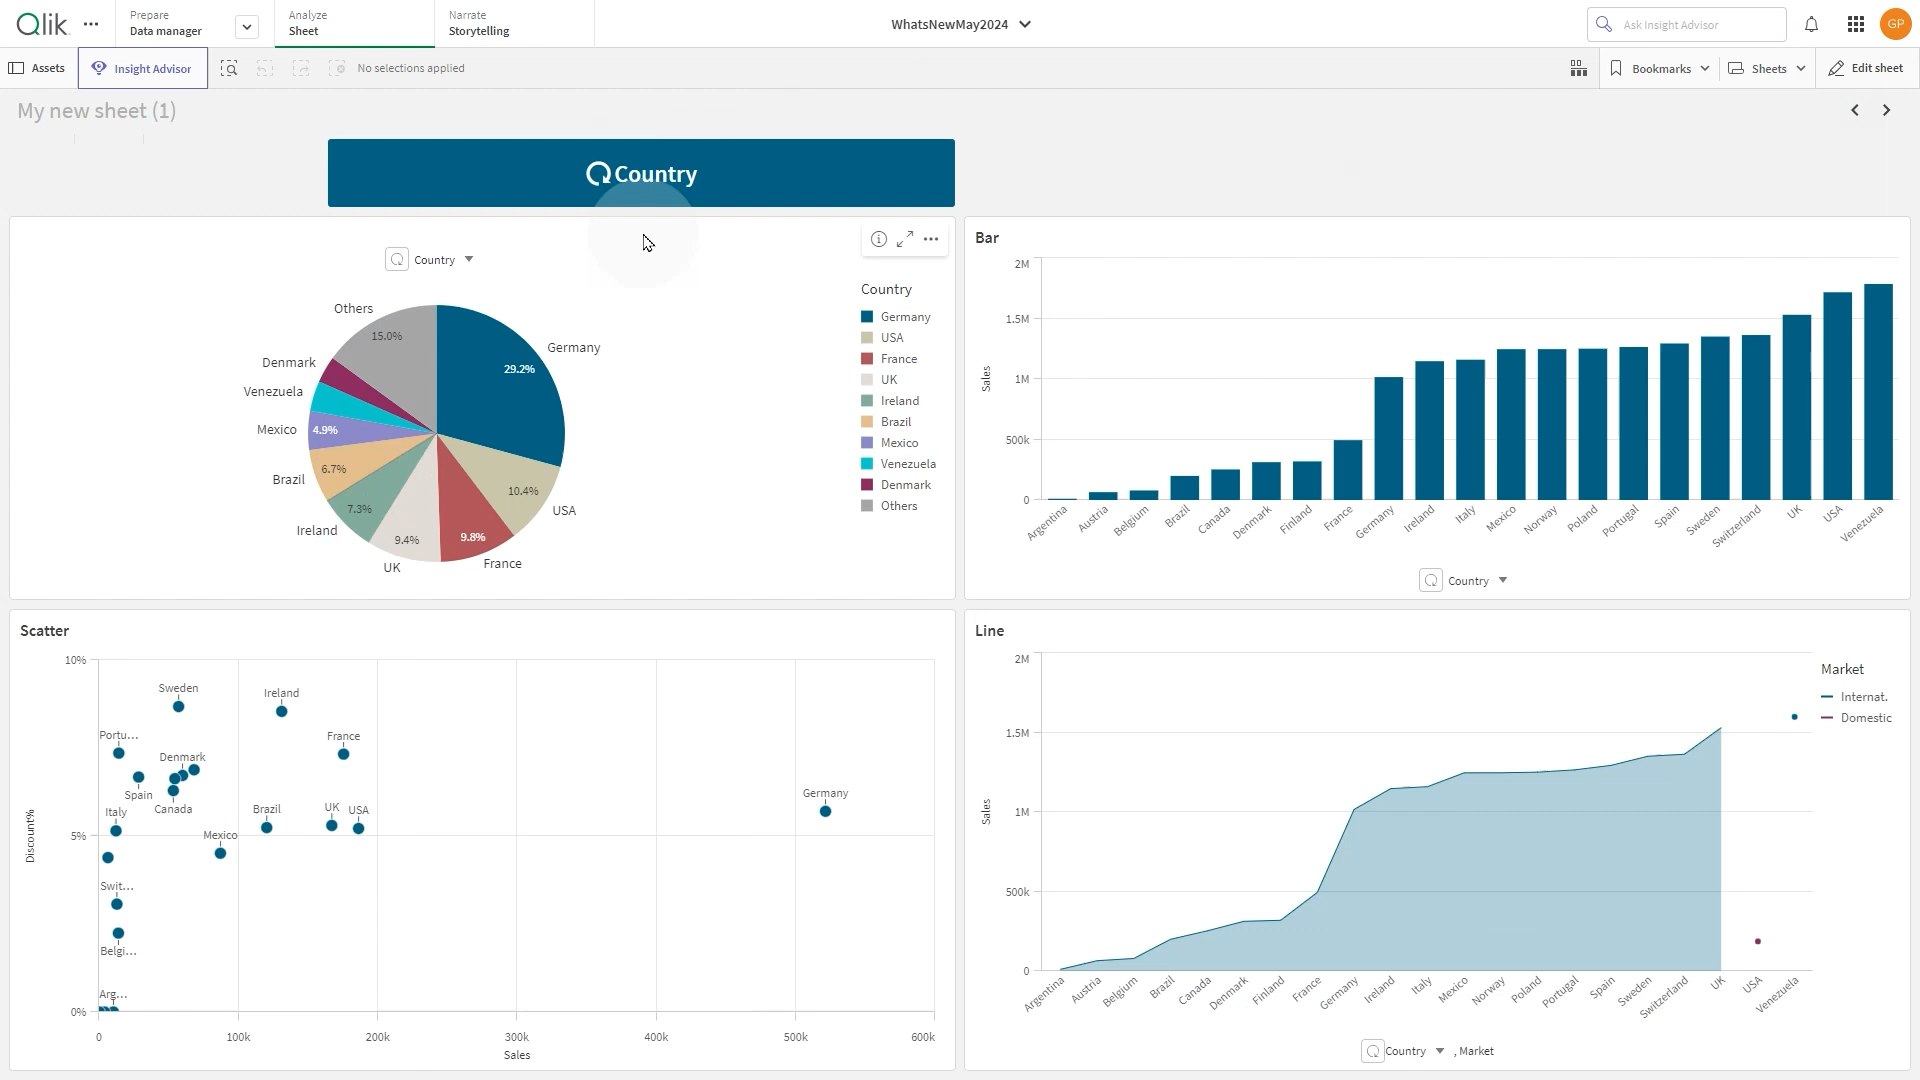 Qlik
Prepare
Data manager
Analyze
Sheet
Narrate
Storytelling
WhatsNewMay2024
Ask Insight Advisor
GP
Assets
Insight Advisor
No selections applied
Bookmarks
Sheets
Edit sheet
My new sheet (1)
Country
Country
Others
15.0%
Germany
29.2%
Denmark
Venezuela
Mexico
4.9%
Brazil
6.7%
Ireland
7.3%
UK
9.4%
France
9.8%
USA
10.4%
Country
Germany
USA
France
UK
Ireland
Brazil
Mexico
Venezuela
Denmark
Others
Bar
2M
1.5M
1M
500k
0
Sales
Argentina
Austria
Belgium
Brazil
Canada
Denmark
Finland
France
Germany
Ireland
Italy
Mexico
Norway
Poland
Portugal
Spain
Sweden
Switzerland
UK
USA
Venezuela
Country
Scatter
10%
5%
0%
Discount%
Sweden
Ireland
Portu...
France
Denmark
Spain
Canada
Italy
Brazil
UK
USA
Germany
Mexico
Swit...
Belgi...
Arg...
0
100k
200k
300k
400k
500k
600k
Sales
Line
2M
1.5M
1M
500k
0
Sales
Market
Internat.
Domestic
Argentina
Austria
Belgium
Brazil
Canada
Denmark
Finland
France
Germany
Ireland
Italy
Mexico
Norway
Poland
Portugal
Spain
Sweden
Switzerland
UK
USA
Venezuela
Country , Market